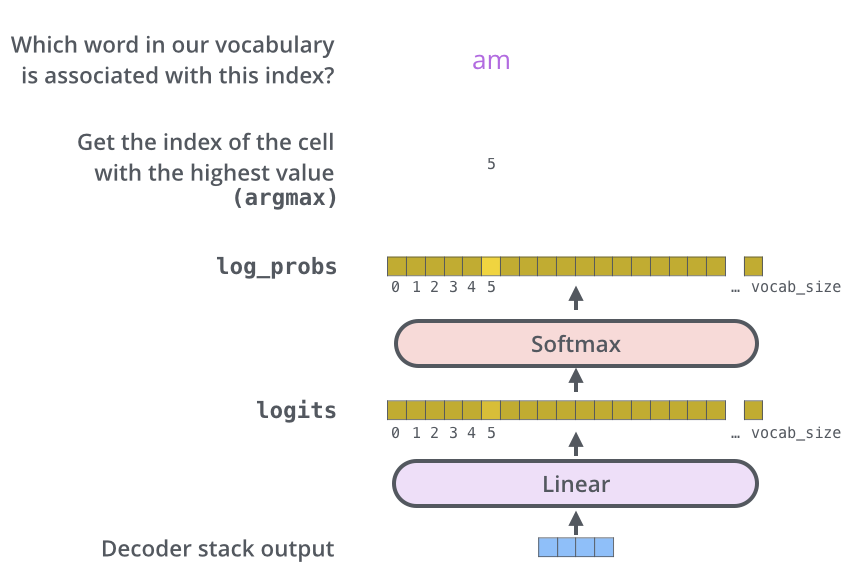 Which word in our vocabulary
is associated with this index?
am
Get the index of the cell
with the highest value
(argmax)
5
log_probs
0 1 2 3 4 5 … vocab_size
Softmax
logits
0 1 2 3 4 5 … vocab_size
Linear
Decoder stack output